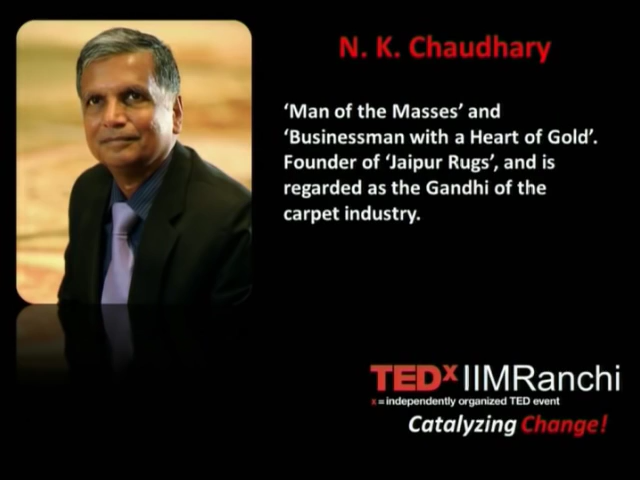 N. K. Chaudhary
‘Man of the Masses’ and
‘Businessman with a Heart of Gold’.
Founder of ‘Jaipur Rugs’, and is
regarded as the Gandhi of the
carpet industry.
TEDx IIMRanchi
x = independently organized TED event
Catalyzing Change!